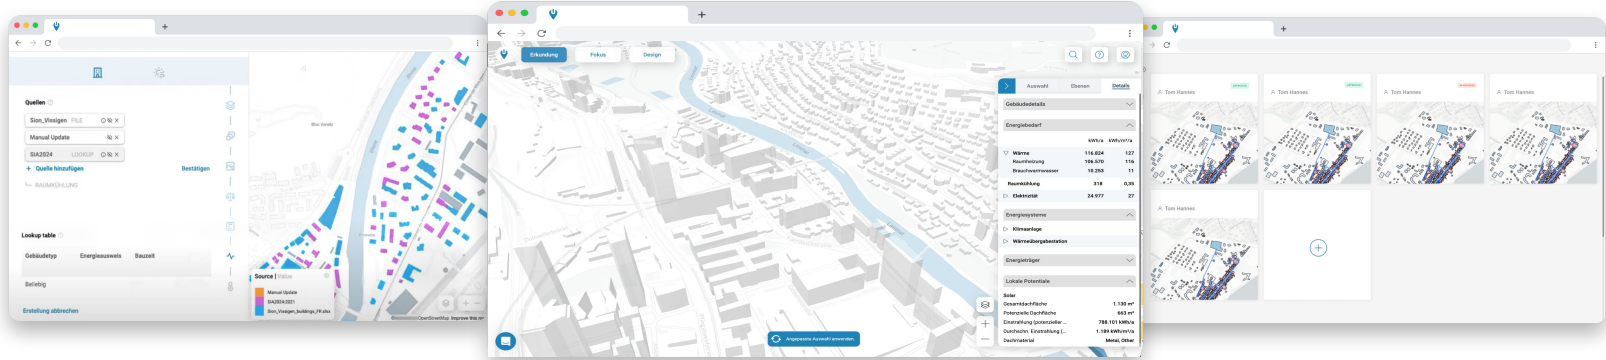 Quellen
Sion_Vissigen FILE
Manual Update
SIA2024 LOOKUP
+ Quelle hinzufügen
Bestätigen
RAUMKÜHLUNG
Lookup table
Gebäudetyp Energieausweis Bauzeit
Beliebig
Erstellung abbrechen
Source | Value
Manual Update
SIA2024:2021
Sion_Vissigen_buildings_FK.xlsx
OpenStreetMap Improve this m
Erkundung Fokus Design
Auswahl Ebenen Details
Gebäudedetails
Energiebedarf
kWh/a kWh/m²/a
Wärme 116.824 127
Raumheizung 106.570 116
Brauchwarmwasser 10.253 11
Raumkühlung 318 0,35
Elektrizität 24.977 27
Energiesysteme
Klimaanlage
Wärmeübergabestation
Energieträger
Lokale Potentiale
Solar
Gesamtdachfläche 1.130 m²
Potenzielle Dachfläche 663 m²
Einstrahlung (potenzieller ... 788.101 kWh/a
Durchschn. Einstrahlung (... 1.189 kWh/m²/a
Dachmaterial Metal, Other
Angepasste Auswahl anwenden.
Tom Hannes
Tom Hannes
Tom Hannes
Tom Hannes
Tom Hannes